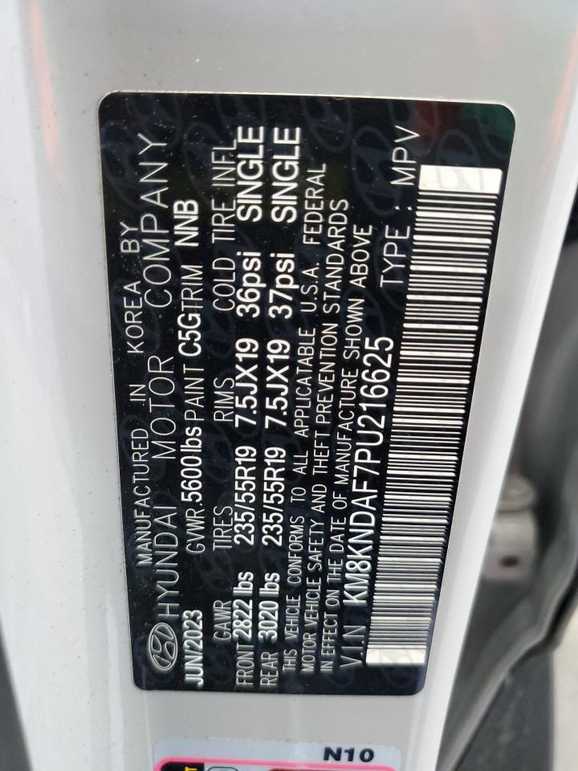 MANUFACTURED IN KOREA BY
HYUNDAI MOTOR COMPANY
JUN/2023 GVWR.5600lbs PAINT C5G TRIM NNB
GAWR TIRES RIMS COLD TIRE INFL
FRONT 2822 lbs 235/55R19 7.5JX19 36psi SINGLE
REAR 3020 lbs 235/55R19 7.5JX19 37psi SINGLE
THIS VEHICLE CONFORMS TO ALL APPLICABLE U.S.A. FEDERAL
MOTOR VEHICLE SAFETY AND THEFT PREVENTION STANDARDS
IN EFFECT ON THE DATE OF MANUFACTURE SHOWN ABOVE
V.I.N KM8KNDAF7PU216625 TYPE : MPV
N10